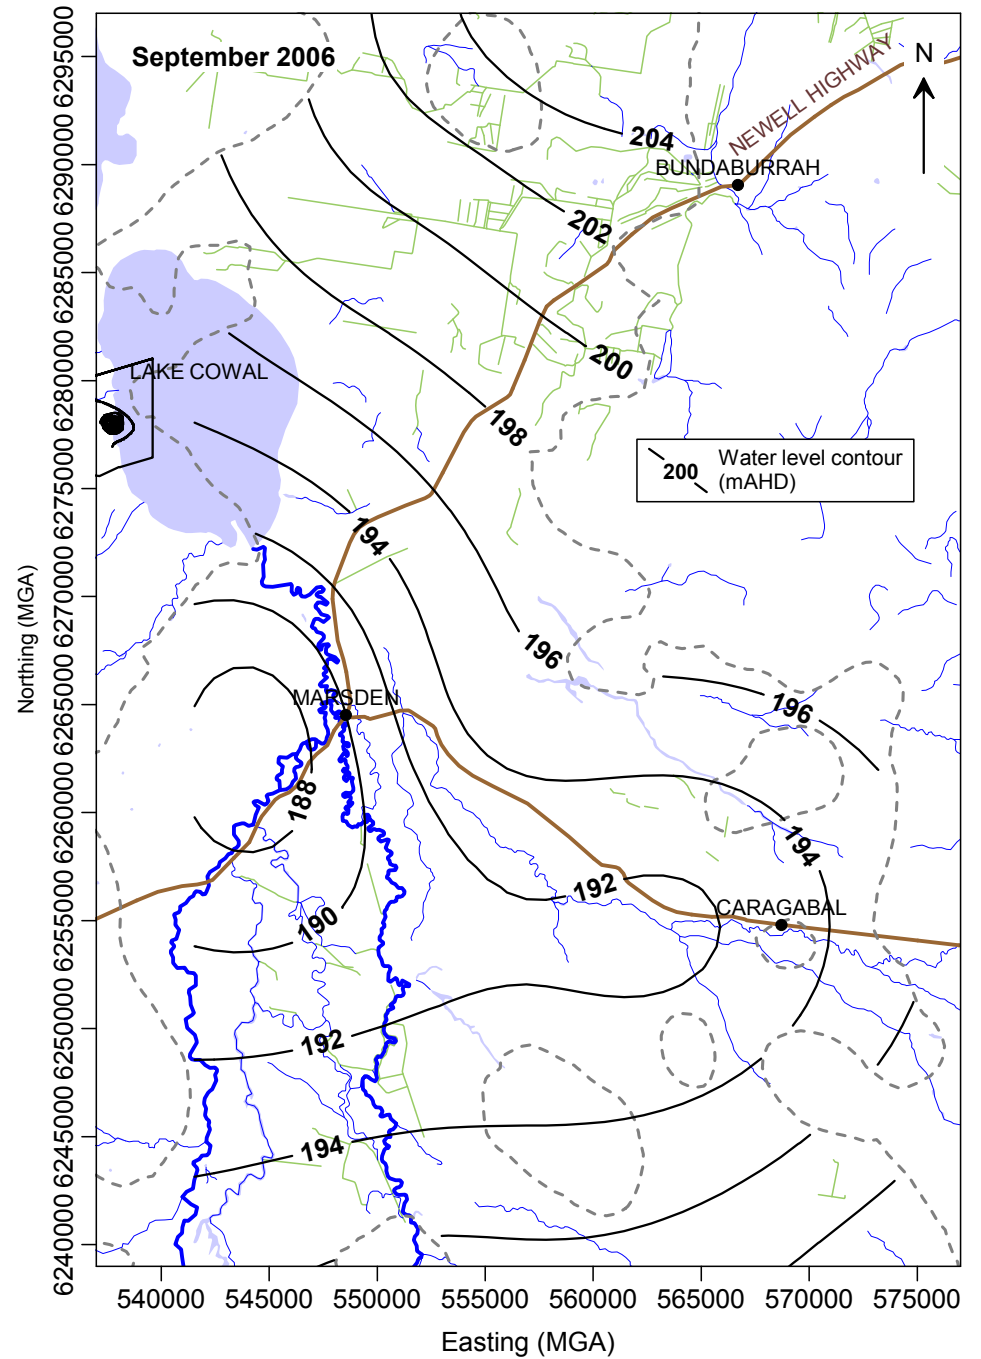 September 2006
N
NEWELL HIGHWAY
204
BUNDABURRAH
202
200
LAKE COWAL
198
Water level contour
200
(mAHD)
194
196
MARSDEN
196
188
194
192
CARAGABAL
190
192
194
Northing (MGA)
6295000
6290000
6285000
6280000
6275000
6270000
6265000
6260000
6255000
6250000
6245000
6240000
540000 545000 550000 555000 560000 565000 570000 575000
Easting (MGA)